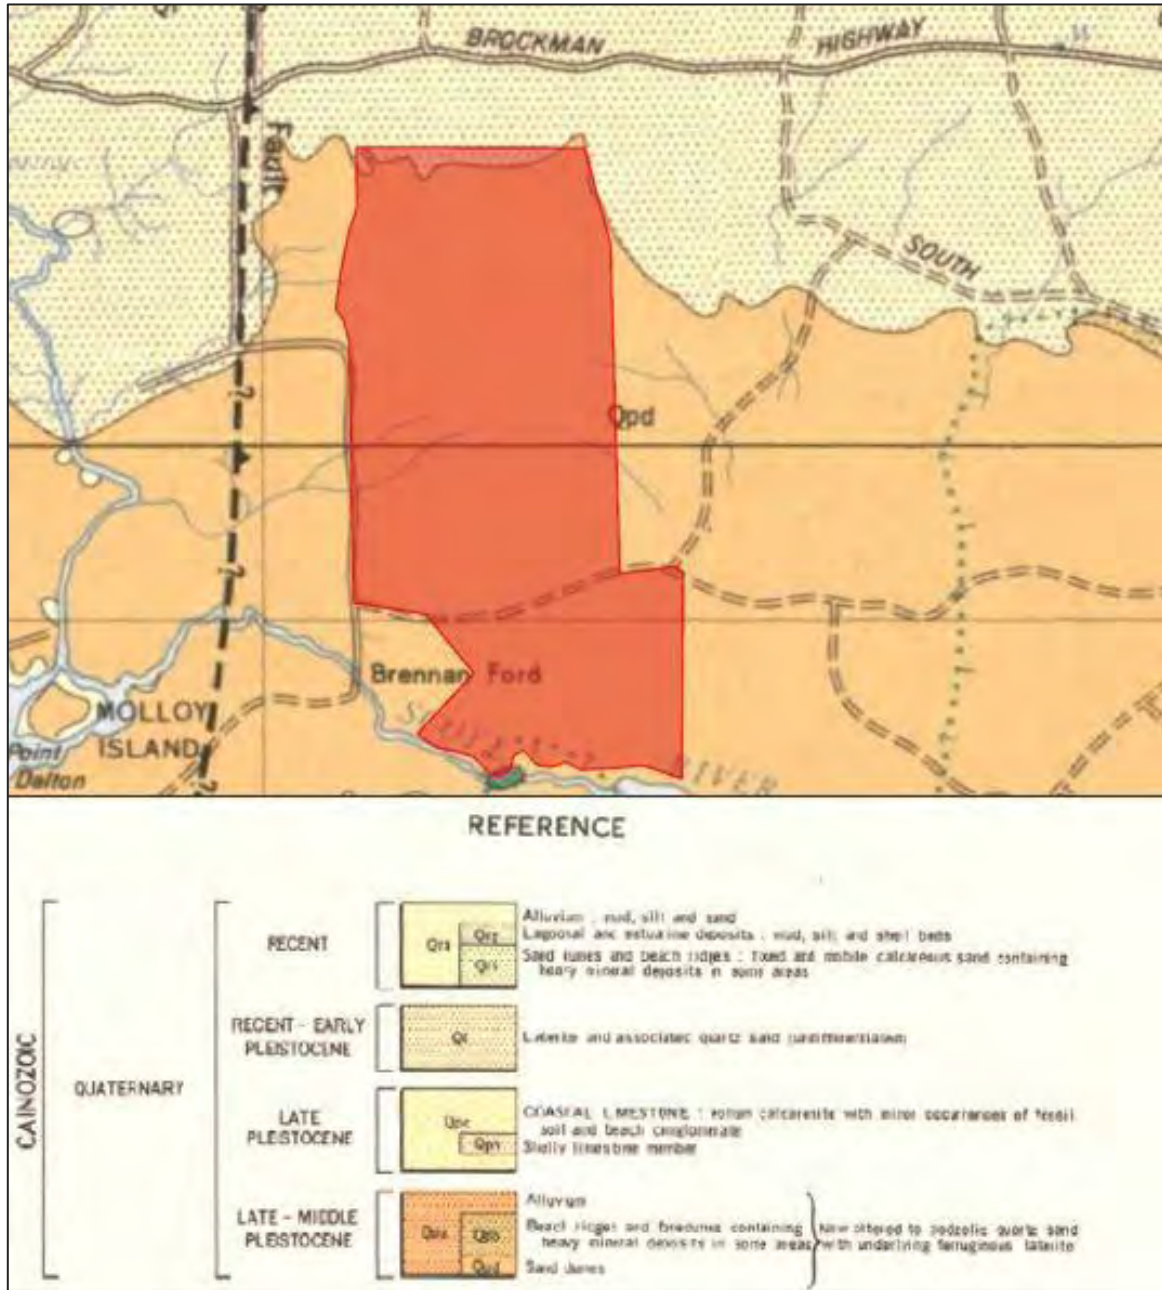 BROCKMAN HIGHWAY
Fault
SOUTH
?
Qpd
?
?
Brennan Ford
MOLLOY
ISLAND
RIVER
Point
Dalton
?
REFERENCE
CAINOZOIC
QUATERNARY
RECENT
Alluvium : mud, silt and sand
Lagoonal and estuarine deposits : mud, silt and shell beds
Sand dunes and beach ridges : fixed and mobile calcareous sand containing
heavy mineral deposits in some areas
RECENT - EARLY
PLEISTOCENE
Ql
Laterite and associated quartz sand (undifferentiated)
LATE
PLEISTOCENE
COASTAL LIMESTONE : eolian calcarenite with minor occurrences of fossil
soil and beach conglomerate
Shelly limestone member
LATE - MIDDLE
PLEISTOCENE
Qpa
Qpb
Qpd
Alluvium
Beach ridges and foredunes containing
heavy mineral deposits in some areas
Sand dunes
Now altered to podzolic quartz sand
with underlying ferruginous laterite